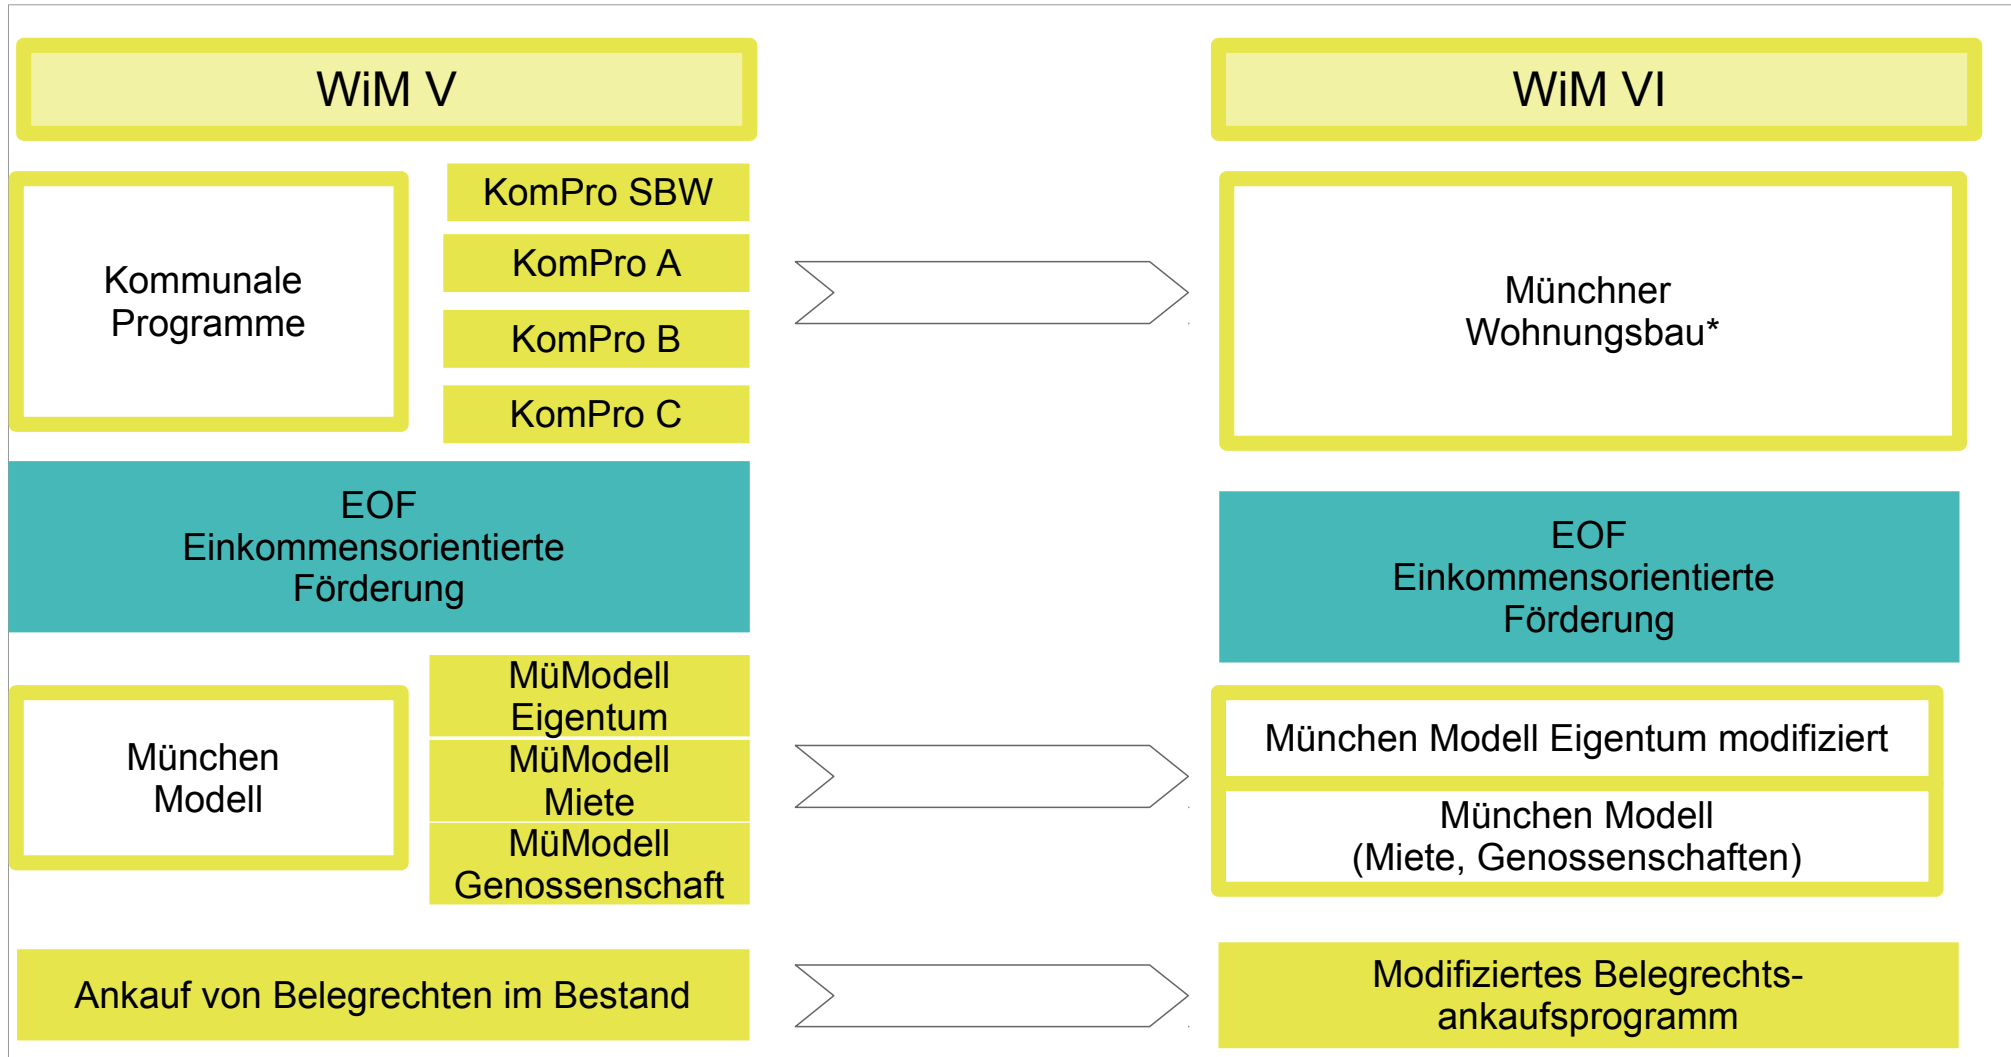 WiM V
WiM VI
Kommunale
Programme
KomPro SBW
KomPro A
KomPro B
KomPro C
Münchner
Wohnungsbau*
EOF
Einkommensorientierte
Förderung
EOF
Einkommensorientierte
Förderung
München
Modell
MüModell
Eigentum
MüModell
Miete
MüModell
Genossenschaft
München Modell Eigentum modifiziert
München Modell
(Miete, Genossenschaften)
Ankauf von Belegrechten im Bestand
Modifiziertes Belegrechts-
ankaufsprogramm